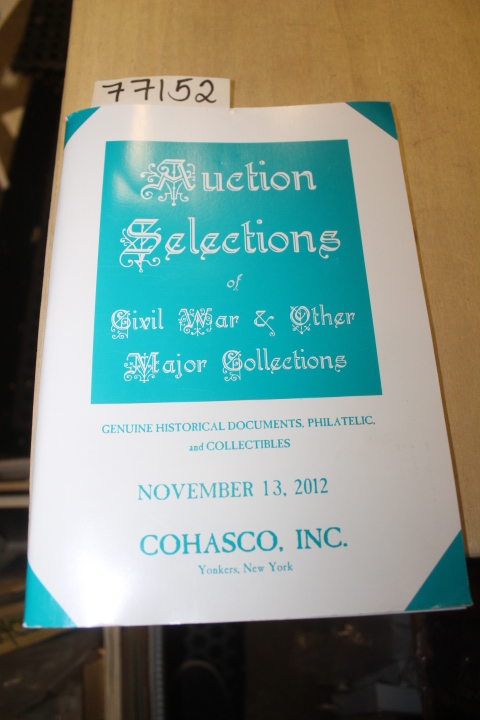 77152
Auction
Selections
of
Civil War & Other
Major Collections
GENUINE HISTORICAL DOCUMENTS, PHILATELIC,
and COLLECTIBLES
NOVEMBER 13, 2012
COHASCO, INC.
Yonkers, New York